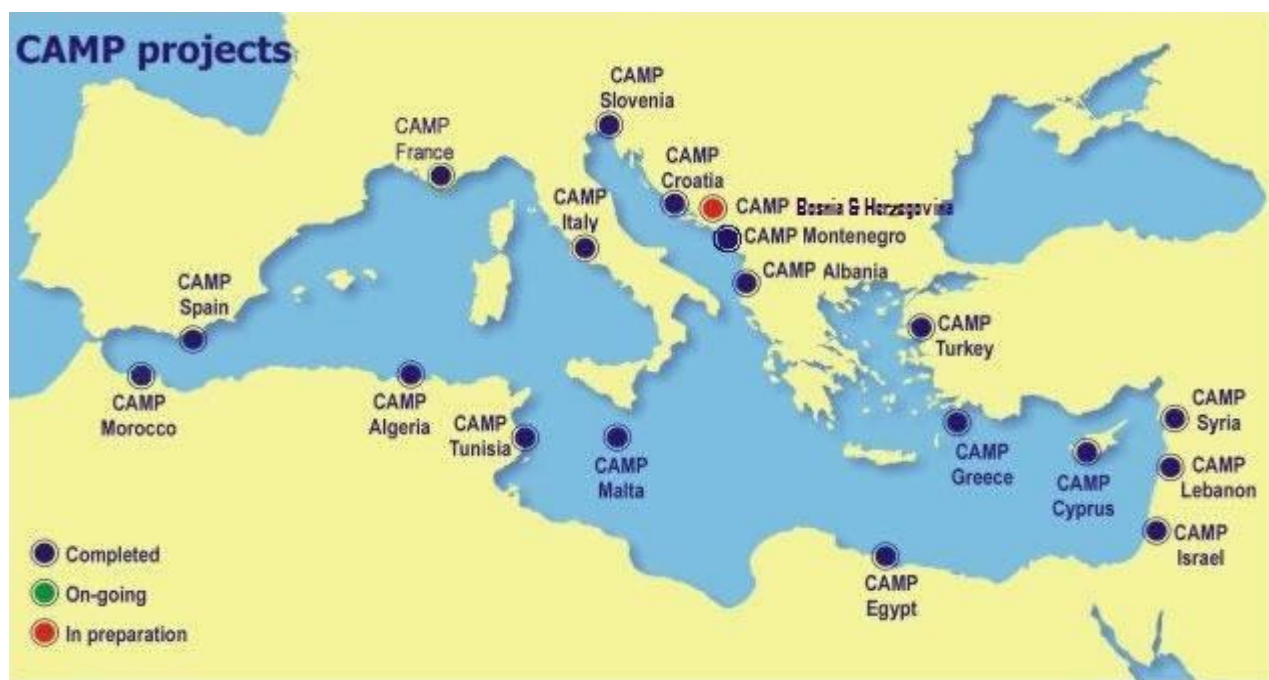 CAMP projects
CAMP
Slovenia
CAMP
France
CAMP
Croatia
CAMP
Italy
CAMP Bosnia & Herzegovina
CAMP Montenegro
CAMP Albania
CAMP
Spain
CAMP
Turkey
CAMP
Morocco
CAMP
Algeria
CAMP
Tunisia
CAMP
Malta
CAMP
Greece
CAMP
Cyprus
CAMP
Syria
CAMP
Lebanon
CAMP
Israel
CAMP
Egypt
Completed
On-going
In preparation